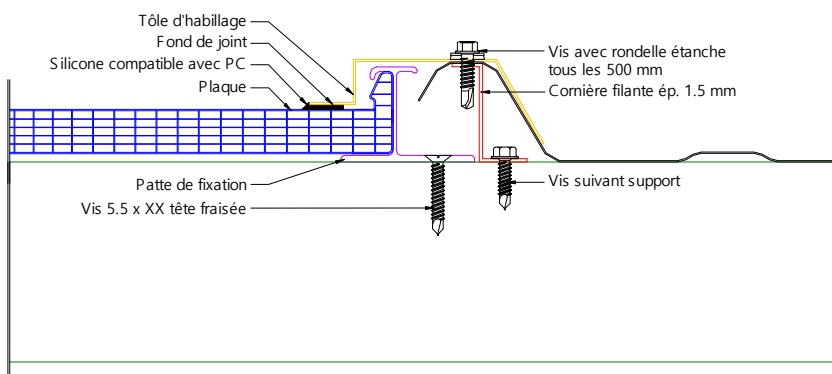 Tôle d'habillage
Fond de joint
Silicone compatible avec PC
Plaque
Vis avec rondelle étanche
tous les 500 mm
Cornière filante ép. 1.5 mm
Patte de fixation
Vis 5.5 x XX tête fraisée
Vis suivant support